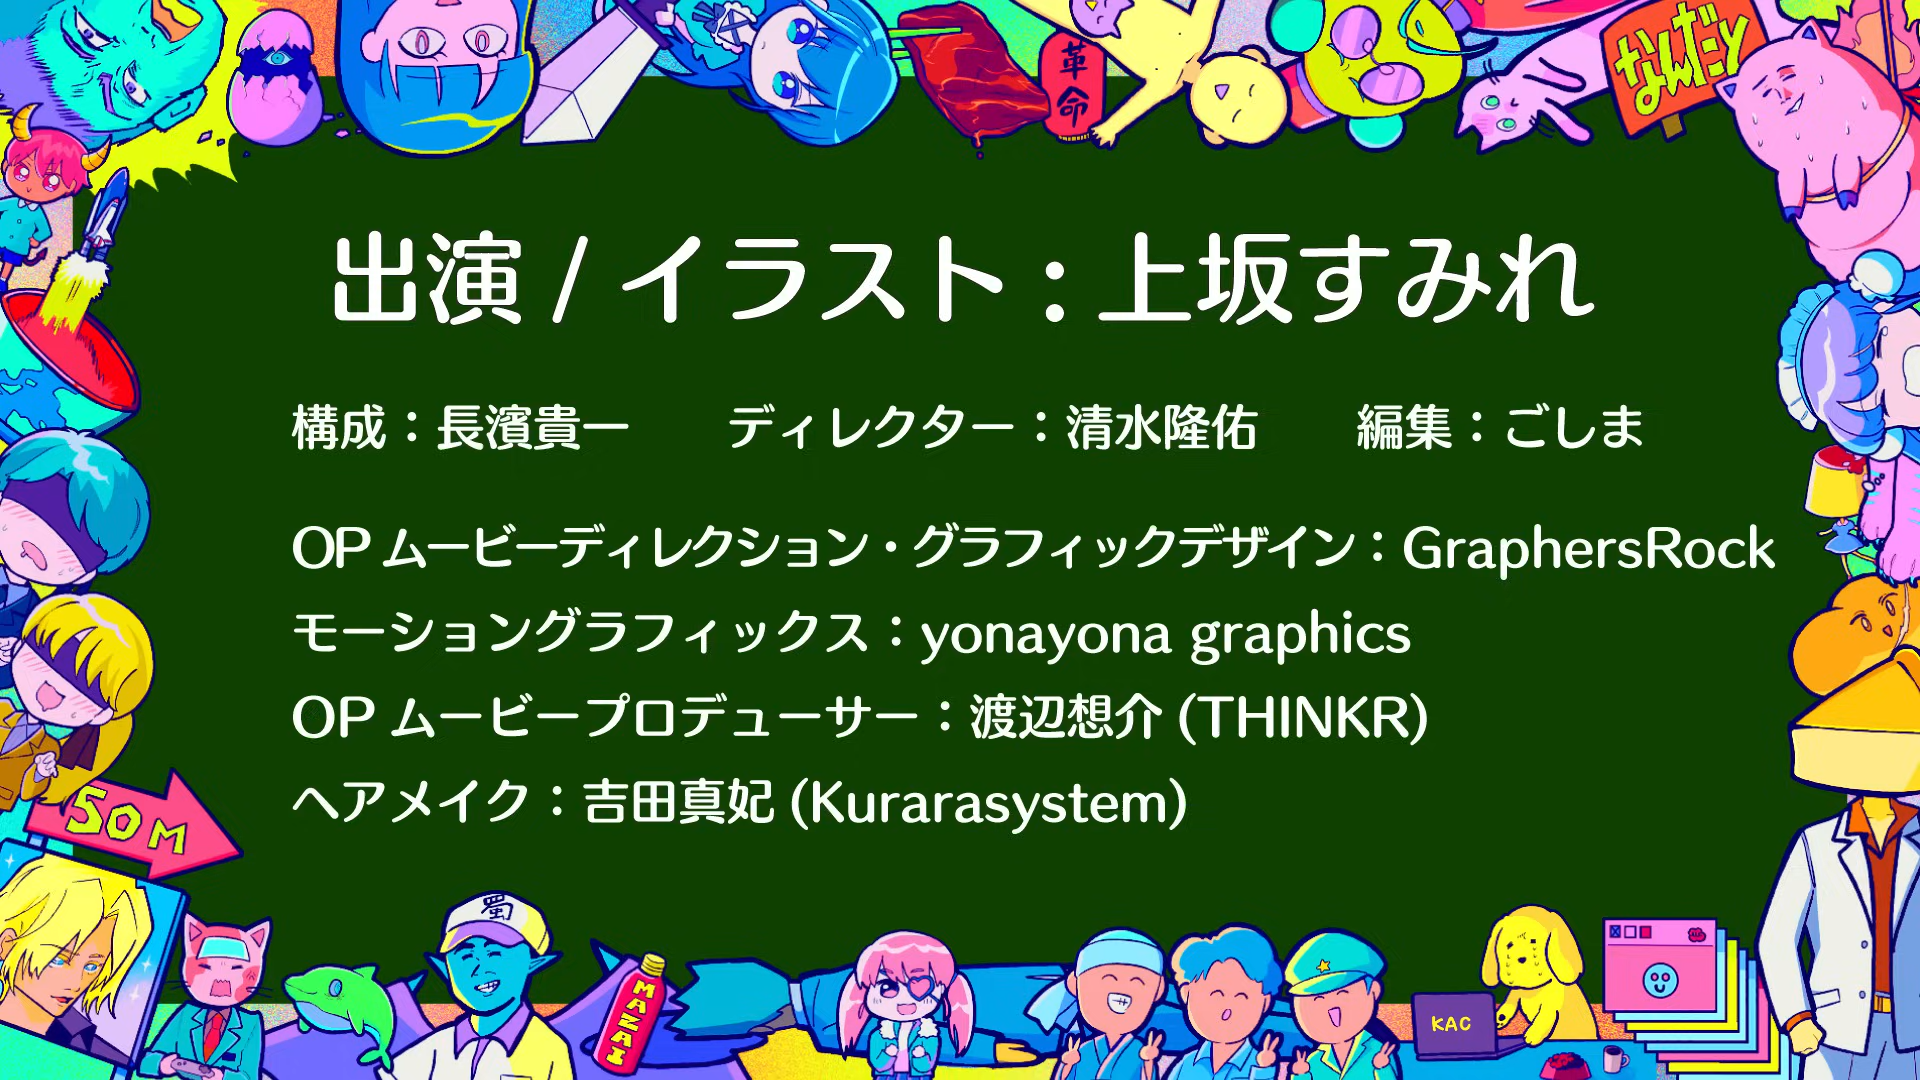 革命
なんだと
出演 / イラスト：上坂すみれ
構成：長濱貴一　ディレクター：清水隆佑　編集：ごしま
OP ムービーディレクション・グラフィックデザイン：GraphersRock
モーショングラフィックス：yonayona graphics
OP ムービープロデューサー：渡辺想介 (THINKR)
ヘアメイク：吉田真妃 (Kurarasystem)
50M
蜀
MAZAI
KAC